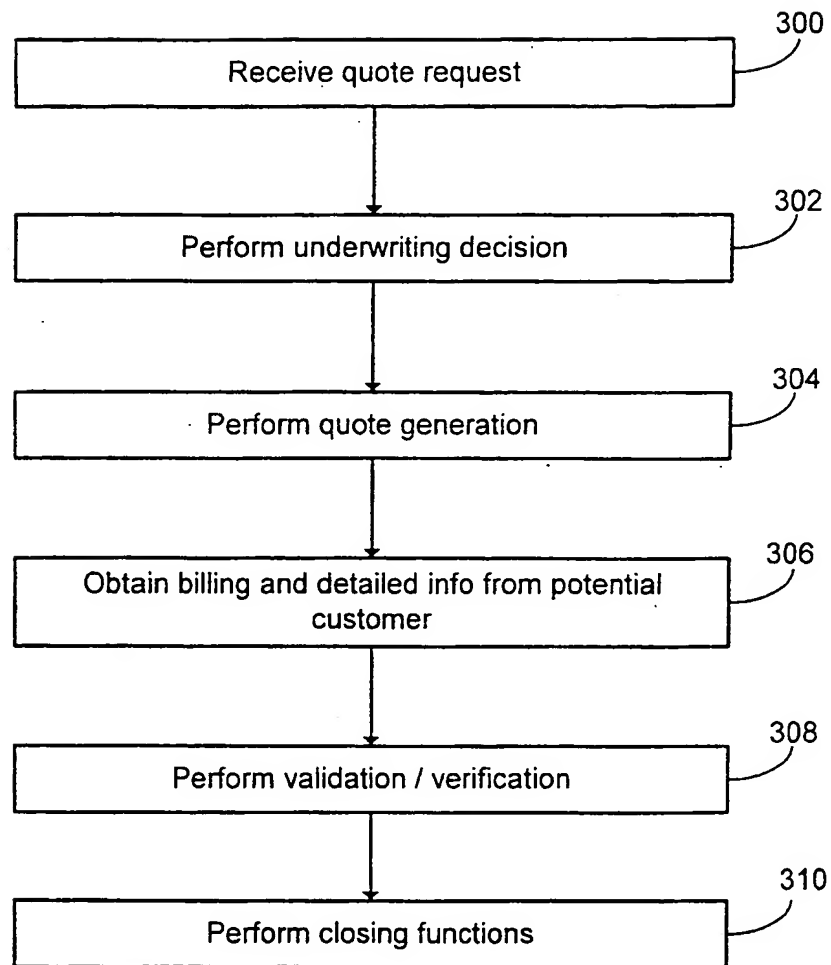 300
Receive quote request
302
Perform underwriting decision
304
Perform quote generation
306
Obtain billing and detailed info from potential
customer
308
Perform validation / verification
310
Perform closing functions